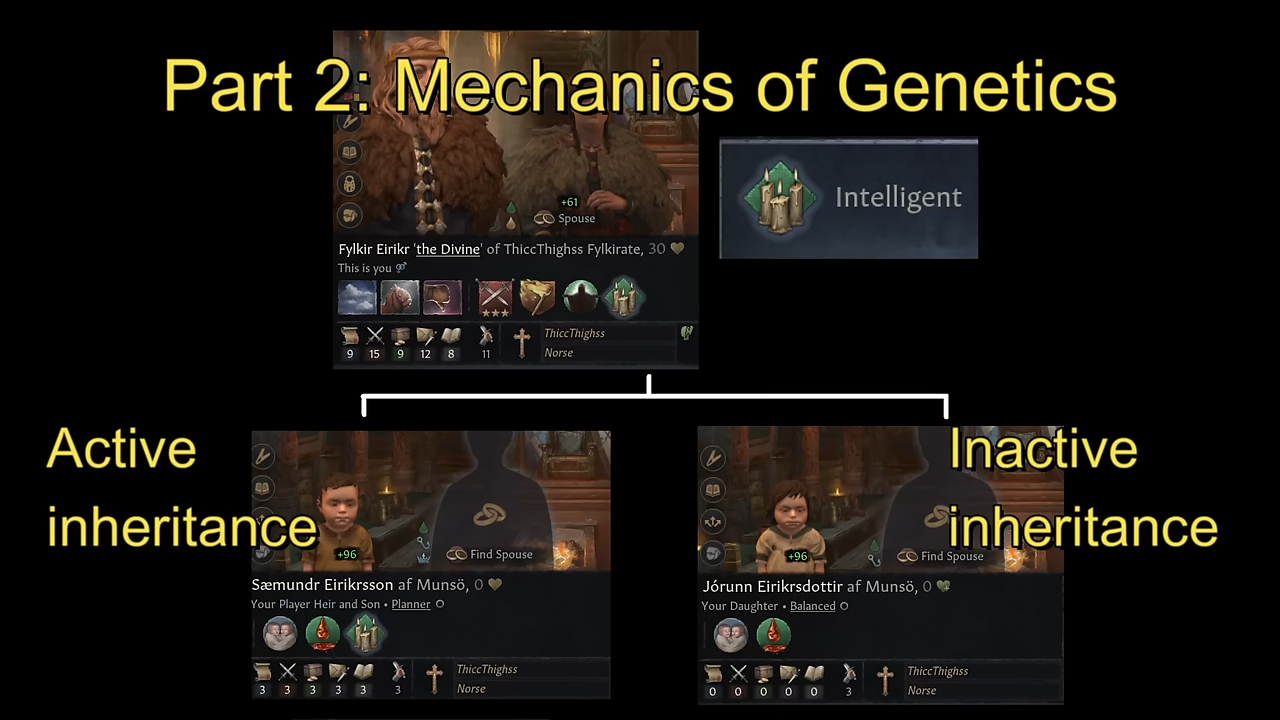 Part 2: Mechanics of Genetics
Intelligent
+61
Spouse
Fylkir Eirikr 'the Divine' of ThiccThighss Fylkirate, 30
This is you
9 15 9 12 8 11
ThiccThighss
Norse
Active
inheritance
Inactive
inheritance
+96
Find Spouse
Sæmundr Eirikrsson af Munsö, 0
Your Player Heir and Son • Planner
3 3 3 3 3 3
ThiccThighss
Norse
+96
Find Spouse
Jórunn Eirikrsdottir af Munsö, 0
Your Daughter • Balanced
0 0 0 0 0 3
ThiccThighss
Norse